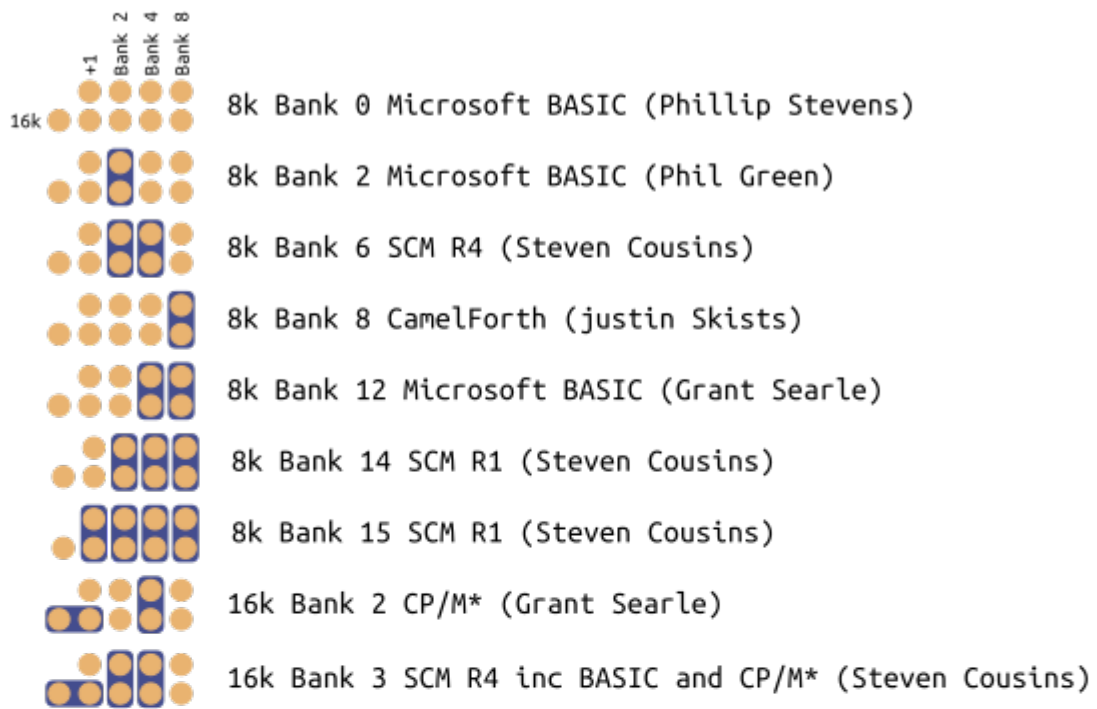 +1
Bank 2
Bank 4
Bank 8
8k Bank 0 Microsoft BASIC (Phillip Stevens)
16k
8k Bank 2 Microsoft BASIC (Phil Green)
8k Bank 6 SCM R4 (Steven Cousins)
8k Bank 8 CamelForth (justin Skists)
8k Bank 12 Microsoft BASIC (Grant Searle)
8k Bank 14 SCM R1 (Steven Cousins)
8k Bank 15 SCM R1 (Steven Cousins)
16k Bank 2 CP/M* (Grant Searle)
16k Bank 3 SCM R4 inc BASIC and CP/M* (Steven Cousins)